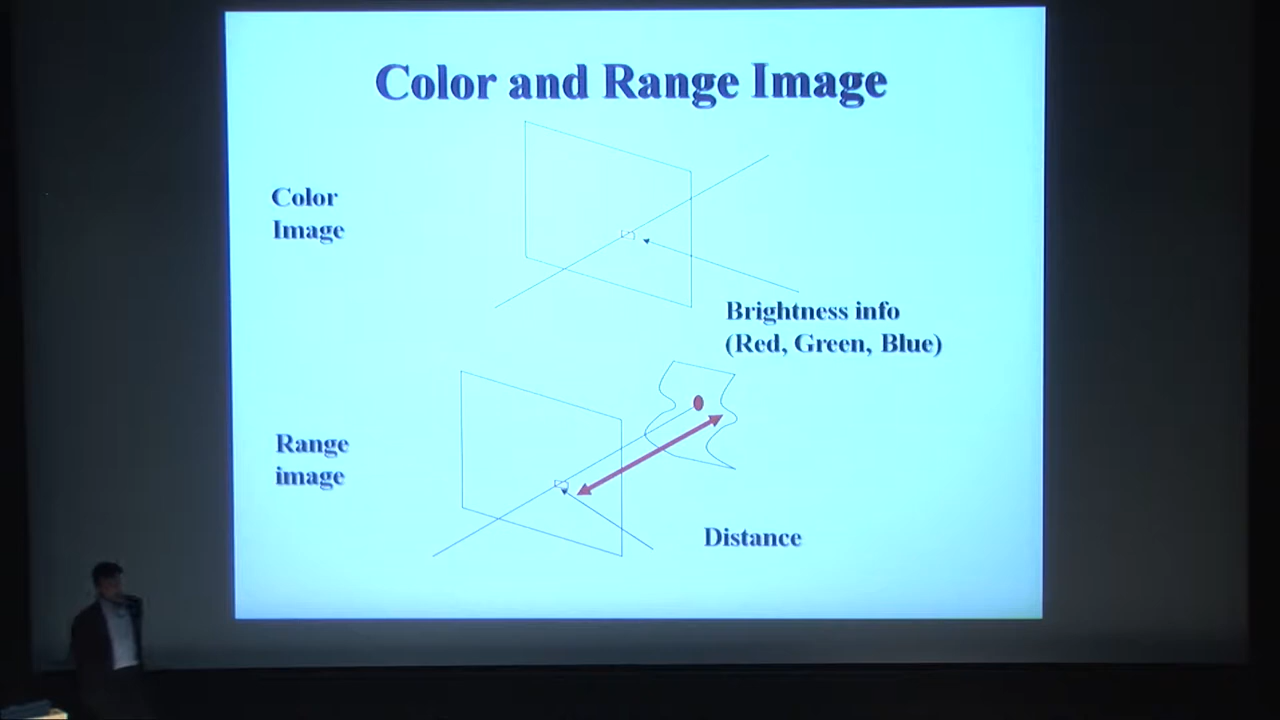 Color and Range Image
Color
Image
Brightness info
(Red, Green, Blue)
Range
image
Distance